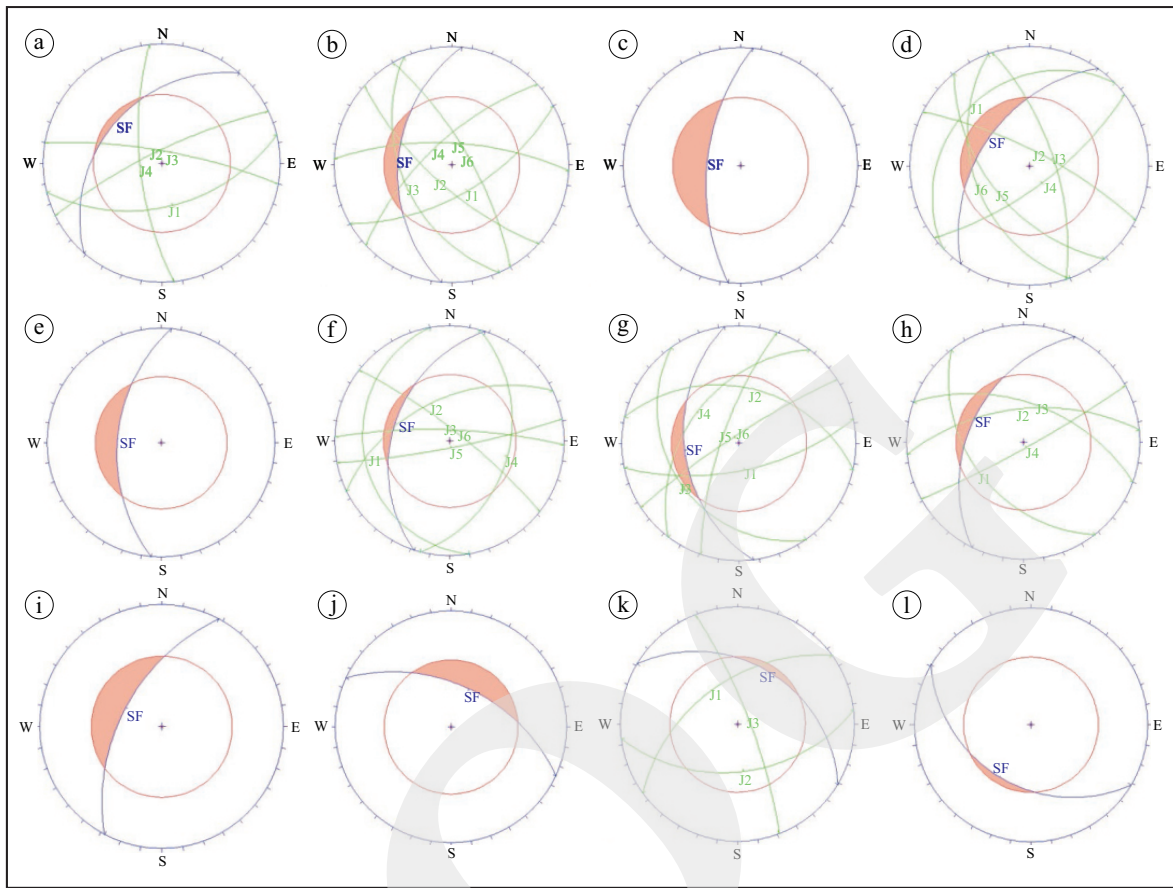 a N SF J2 J3 J4 J1 W E S
b N SF J4 J5 J6 J3 J2 J1 W E S
c N SF W E S
d N J1 SF J2 J3 J6 J5 J4 W E S
e N SF W E S
f N J2 SF J3 J6 J5 J1 J4 W E S
g N J4 J2 J5 J6 SF J1 J3 W E S
h N SF J2 J3 J4 J1 W E S
i N SF W E S
j N SF W E S
k N SF J1 J3 J2 W E S
l N SF W E S